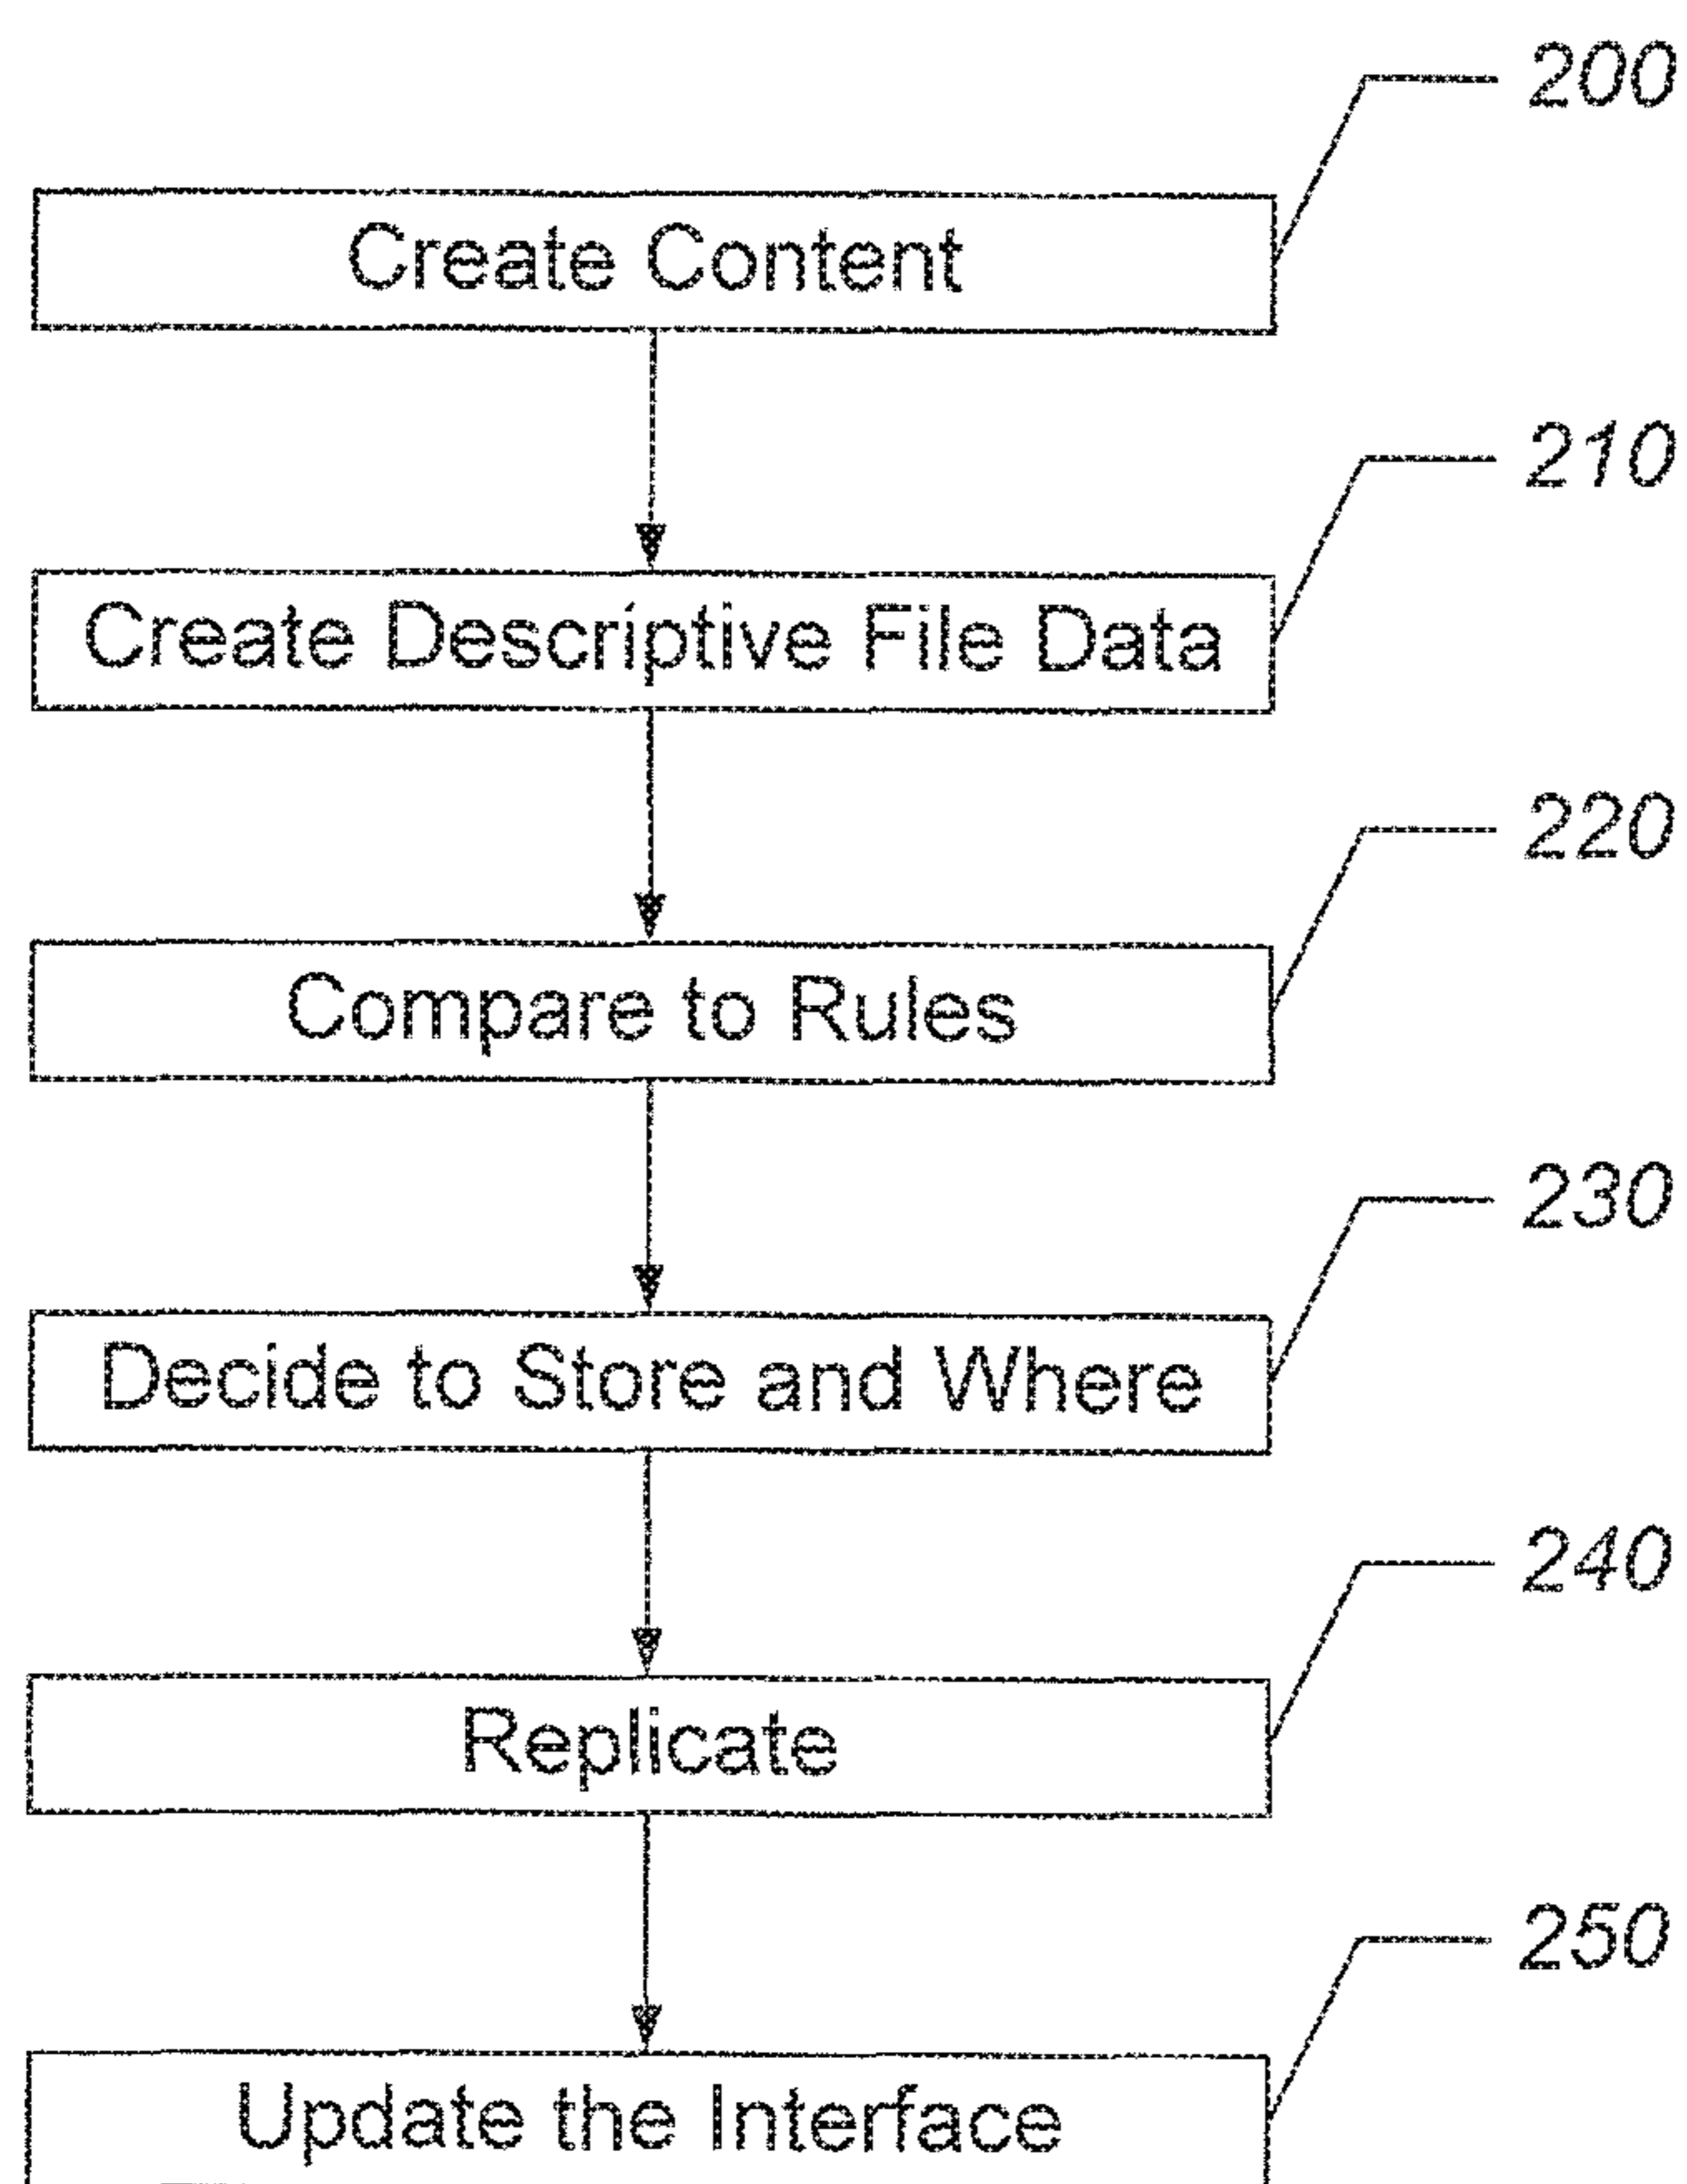 200
Create Content
210
Create Descriptive File Data
220
Compare to Rules
230
Decide to Store and Where
240
Replicate
250
Update the Interface